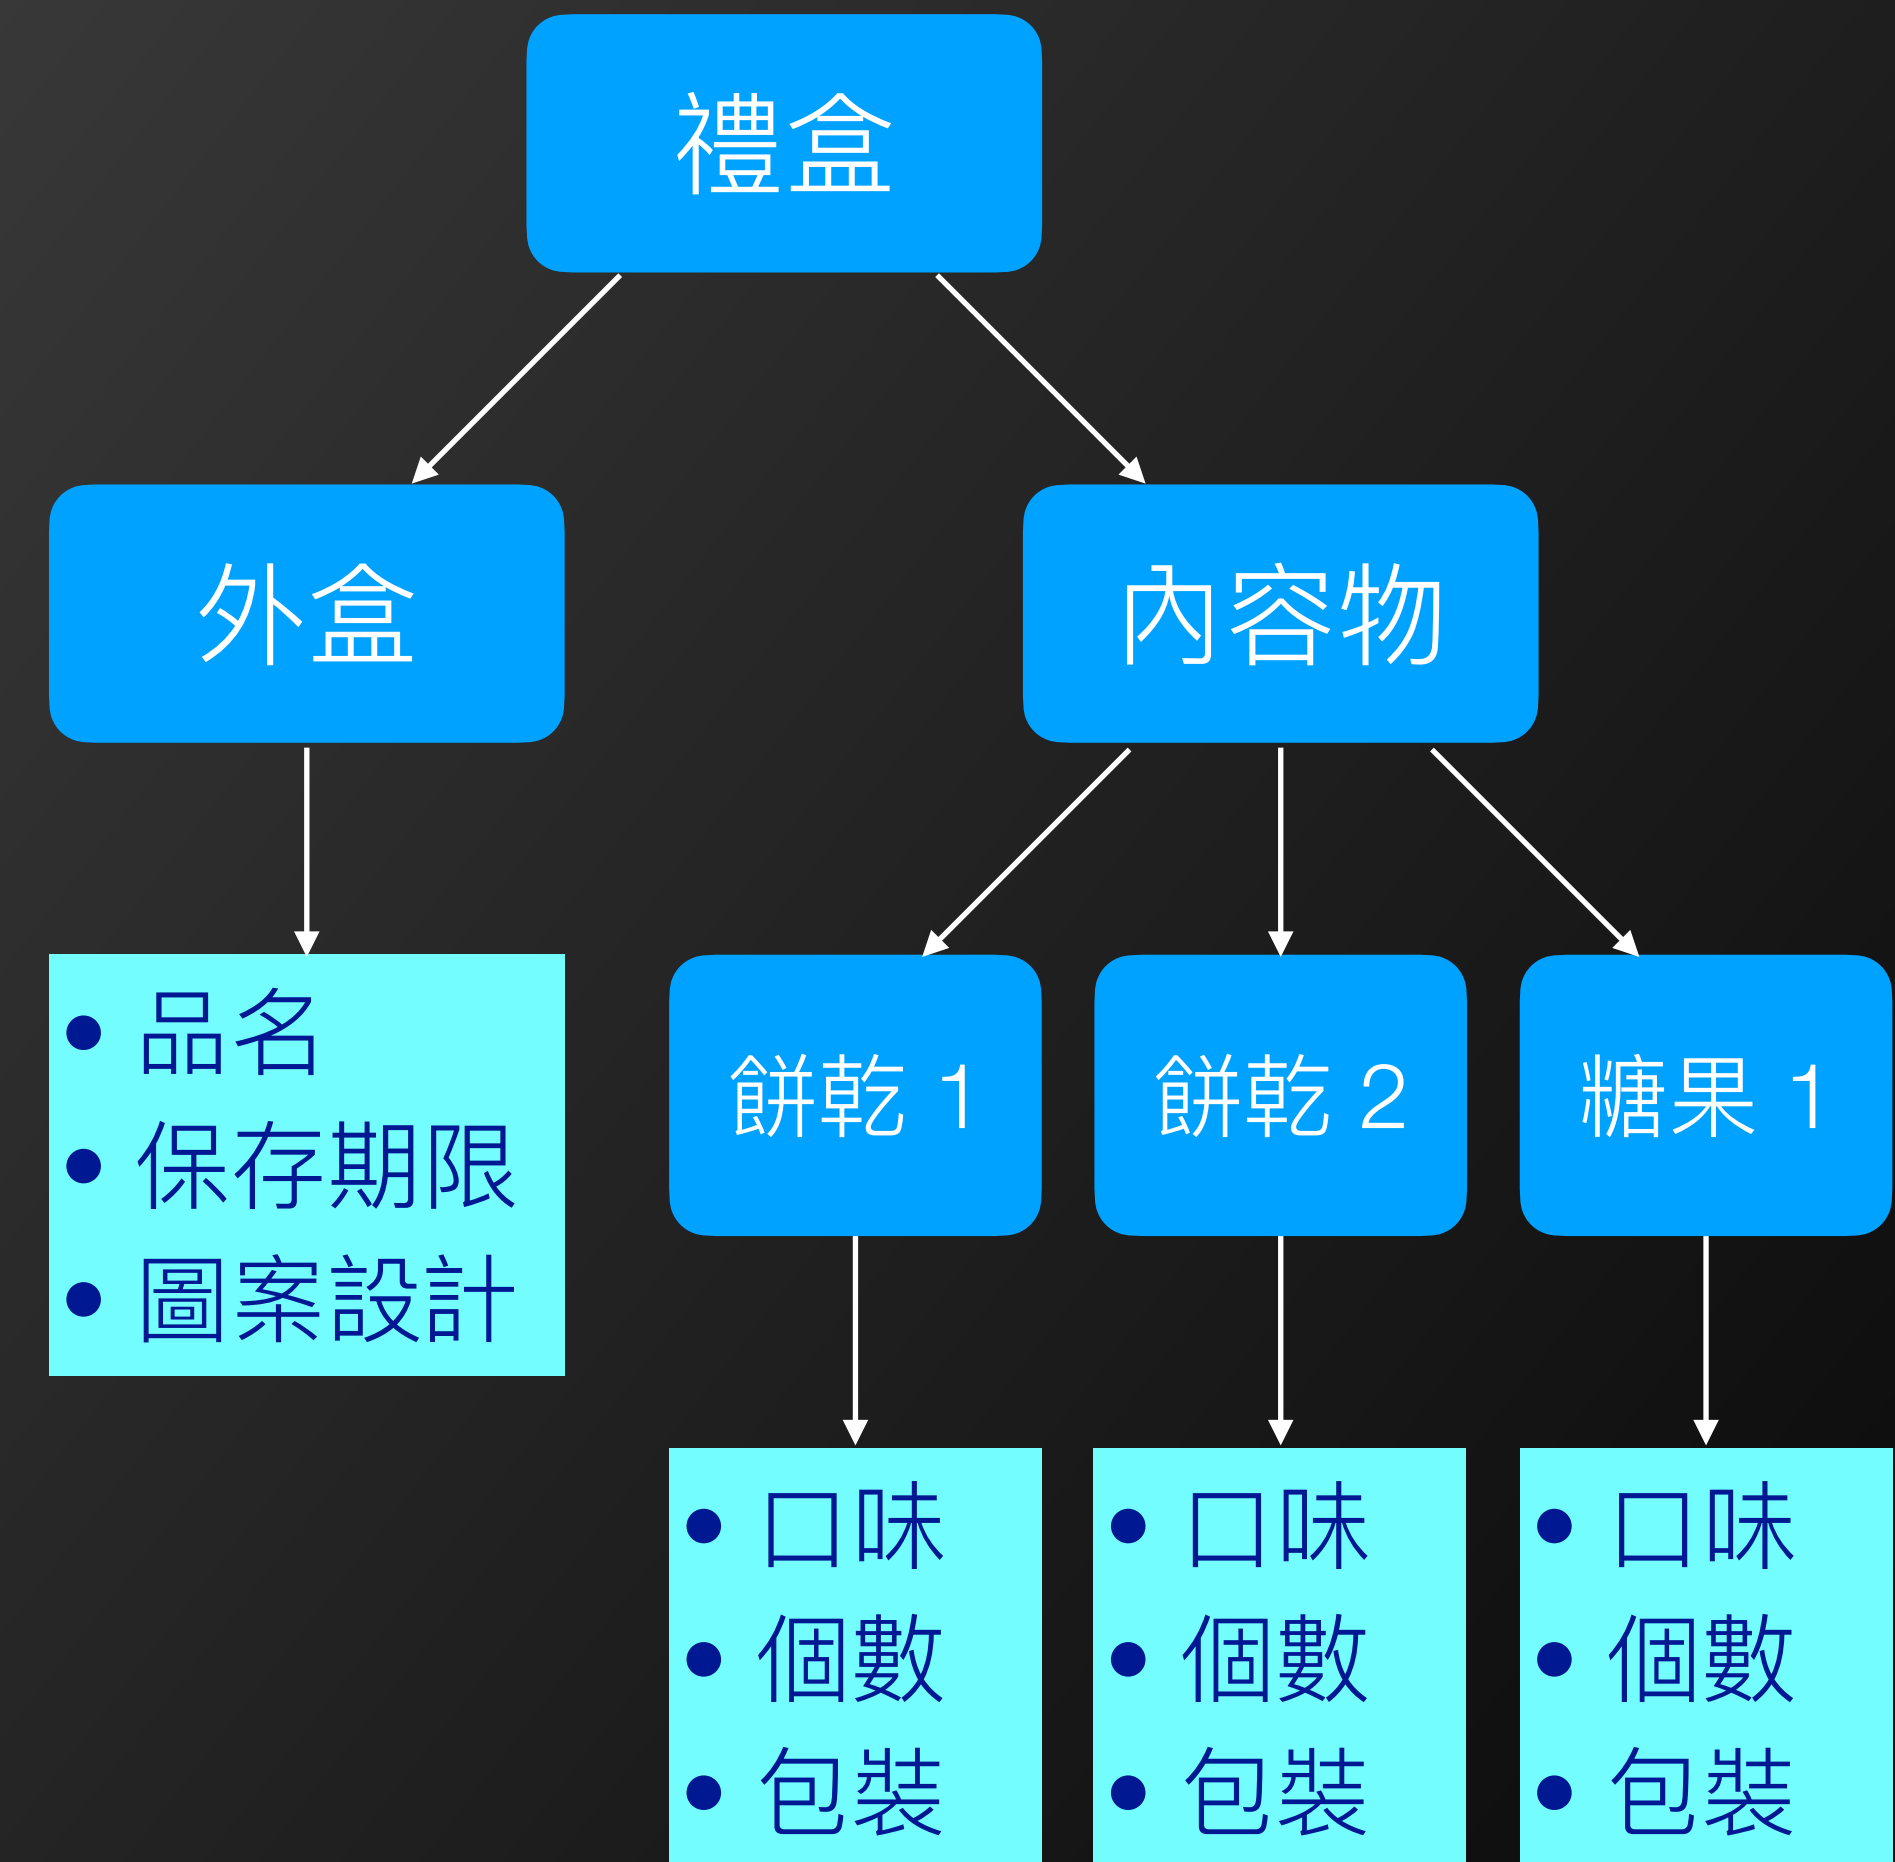 禮盒
外盒
內容物
• 品名
• 保存期限
• 圖案設計
餅乾 1
餅乾 2
糖果 1
• 口味
• 個數
• 包裝
• 口味
• 個數
• 包裝
• 口味
• 個數
• 包裝